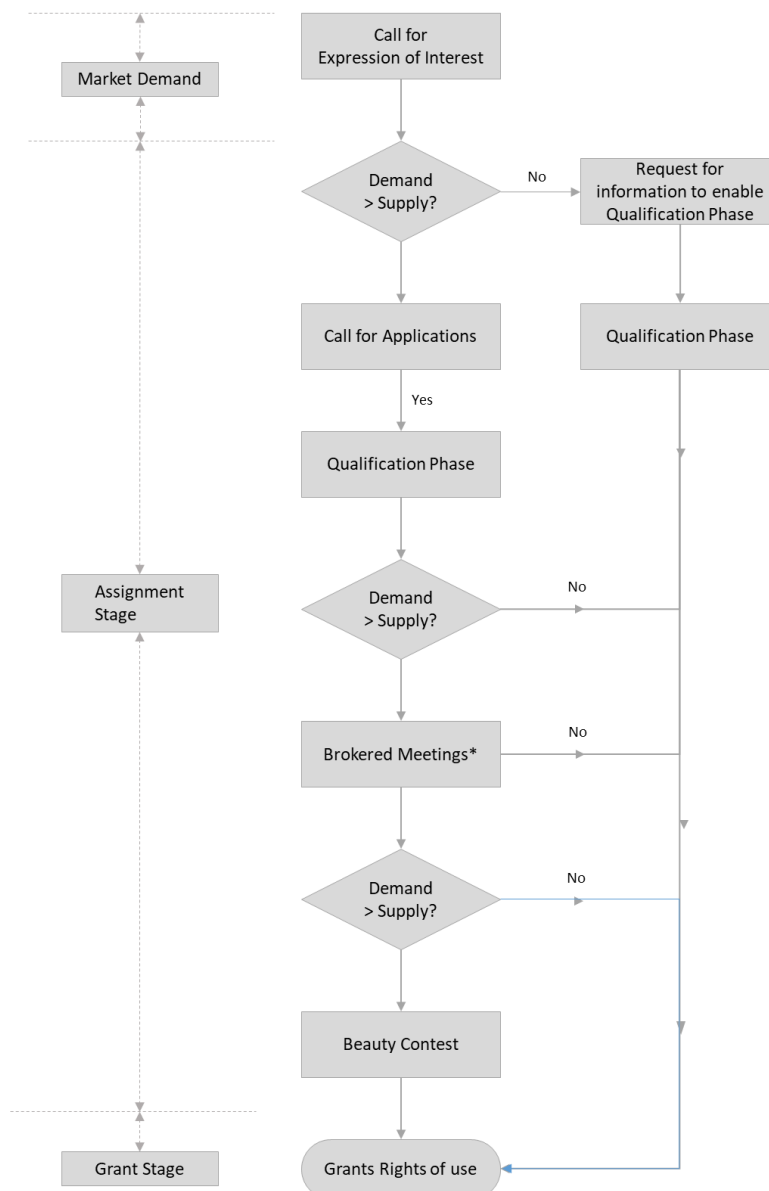 Call for
Expression of Interest
Market Demand
Demand
> Supply?
No
Request for
information to enable
Qualification Phase
Call for Applications
Qualification Phase
Yes
Qualification Phase
Assignment
Stage
Demand
> Supply?
No
Brokered Meetings*
No
Demand
> Supply?
No
Beauty Contest
Grant Stage
Grants Rights of use